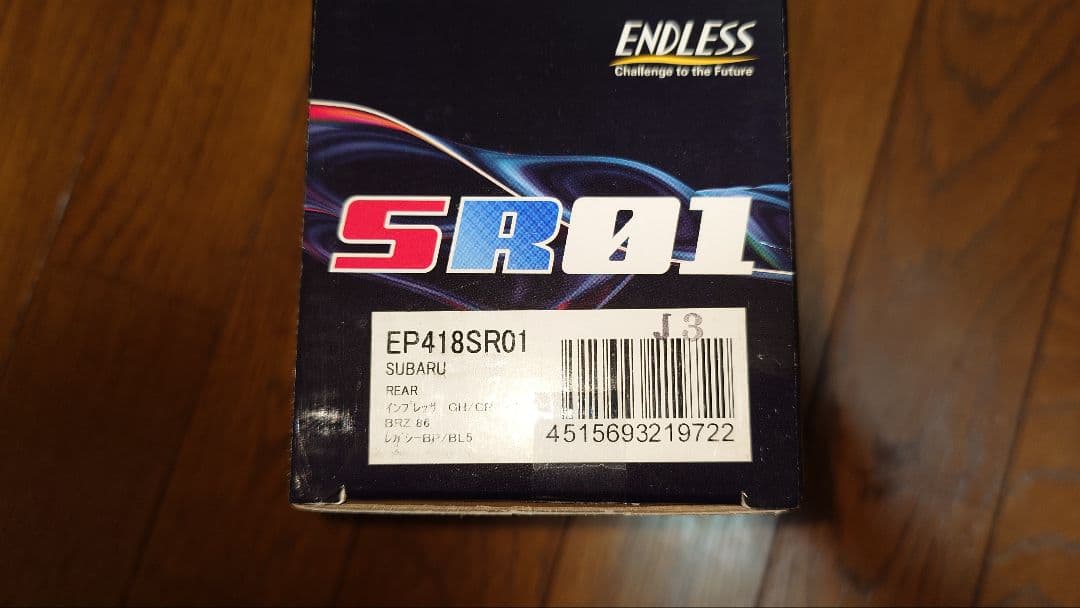 ENDLESS
Challenge to the Future
SR01
J3
EP418SR01
SUBARU
REAR
インプレッサ GH/
BRZ 86
レガシーBP/BL5
4515693219722